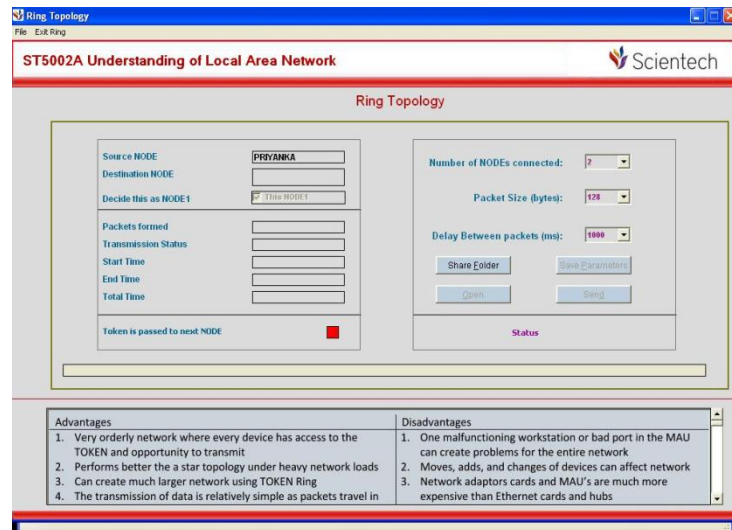 Ring Topology
File Exit Ring
ST5002A Understanding of Local Area Network
Scientech
Ring Topology
Source NODE PRIYANKA
Destination NODE
Decide this as NODE1 This NODE1
Packets formed
Transmission Status
Start Time
End Time
Total Time
Token is passed to next NODE
Number of NODEs connected: 2
Packet Size (bytes): 128
Delay Between packets (ms): 1000
Share Folder Save Parameters
Open Send
Status
Advantages
1. Very orderly network where every device has access to the
TOKEN and opportunity to transmit
2. Performs better the a star topology under heavy network loads
3. Can create much larger network using TOKEN Ring
4. The transmission of data is relatively simple as packets travel in
Disadvantages
1. One malfunctioning workstation or bad port in the MAU
can create problems for the entire network
2. Moves, adds, and changes of devices can affect network
3. Network adaptors cards and MAU's are much more
expensive than Ethernet cards and hubs